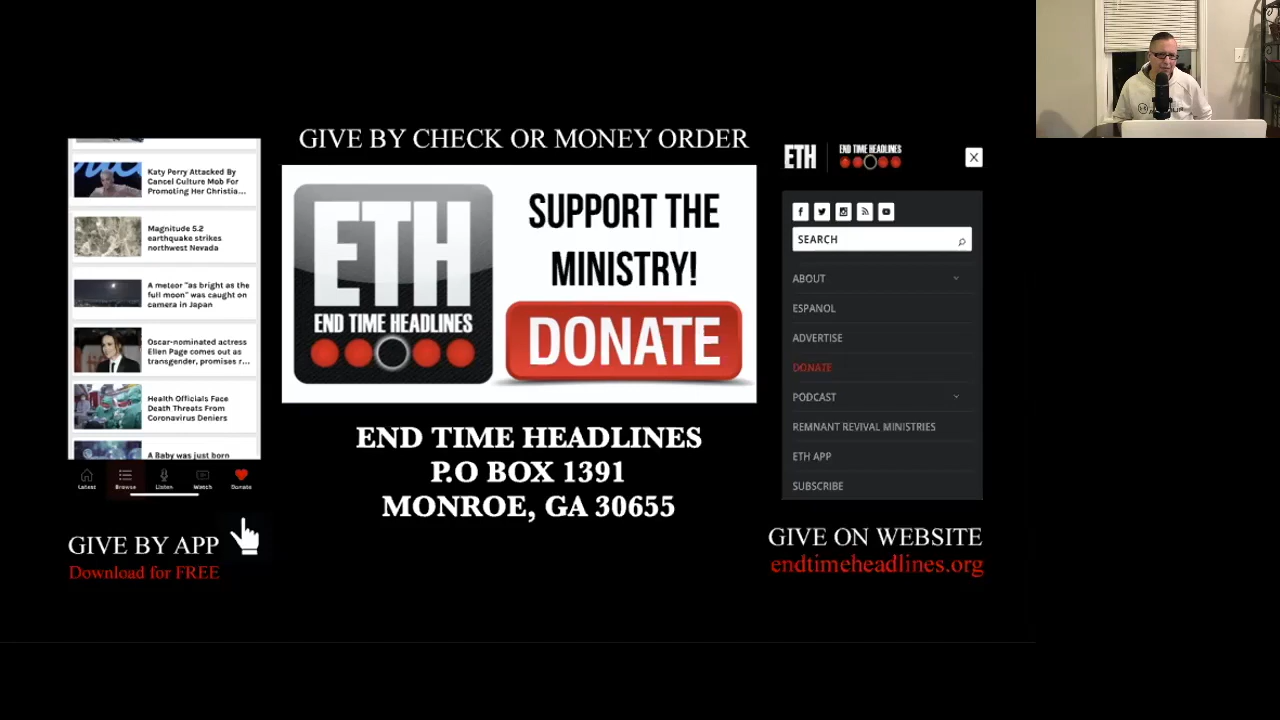 GIVE BY CHECK OR MONEY ORDER
Katy Perry Attacked By
Cancel Culture Mob For
Promoting Her Christia...
Magnitude 5.2
earthquake strikes
northwest Nevada
A meteor "as bright as the
full moon" was caught on
camera in Japan
Oscar-nominated actress
Ellen Page comes out as
transgender, promises r...
Health Officials Face
Death Threats From
Coronavirus Deniers
A Baby was just born
Latest
Browse
Listen
Watch
Donate
GIVE BY APP
Download for FREE
ETH
END TIME HEADLINES
SUPPORT THE
MINISTRY!
DONATE
END TIME HEADLINES
P.O BOX 1391
MONROE, GA 30655
ETH
END TIME HEADLINES
X
SEARCH
ABOUT
ESPANOL
ADVERTISE
DONATE
PODCAST
REMNANT REVIVAL MINISTRIES
ETH APP
SUBSCRIBE
GIVE ON WEBSITE
endtimeheadlines.org